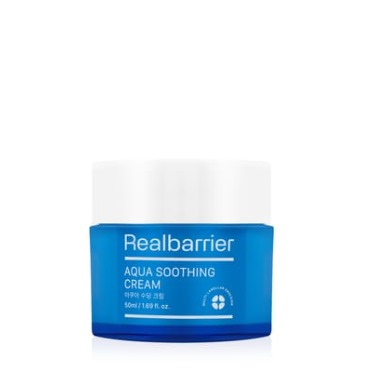 Realbarrier
AQUA SOOTHING
CREAM
아쿠아 수딩 크림
50ml / 1.69 fl. oz.